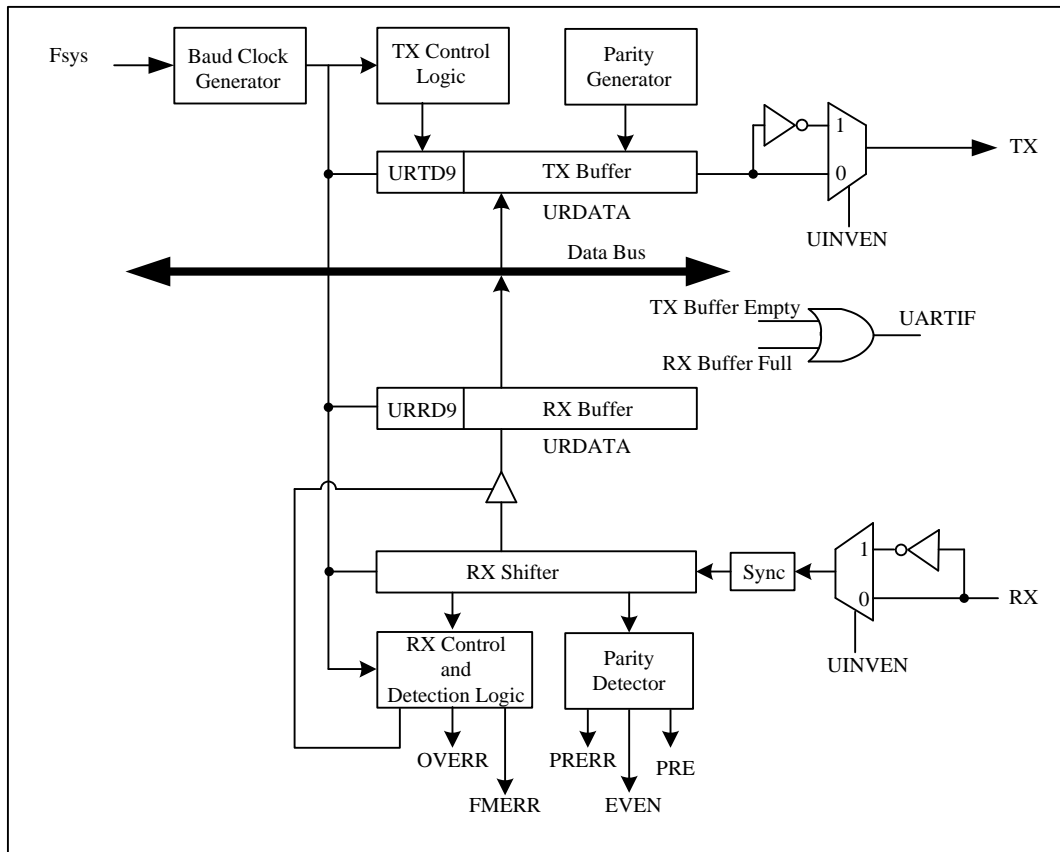 Fsys
Baud Clock
Generator
TX Control
Logic
Parity
Generator
1
0
TX
URTD9
TX Buffer
URDATA
UINVEN
Data Bus
TX Buffer Empty
RX Buffer Full
UARTIF
URRD9
RX Buffer
URDATA
RX Shifter
Sync
1
0
RX
UINVEN
RX Control
and
Detection Logic
Parity
Detector
OVERR
FMERR
PRERR
EVEN
PRE